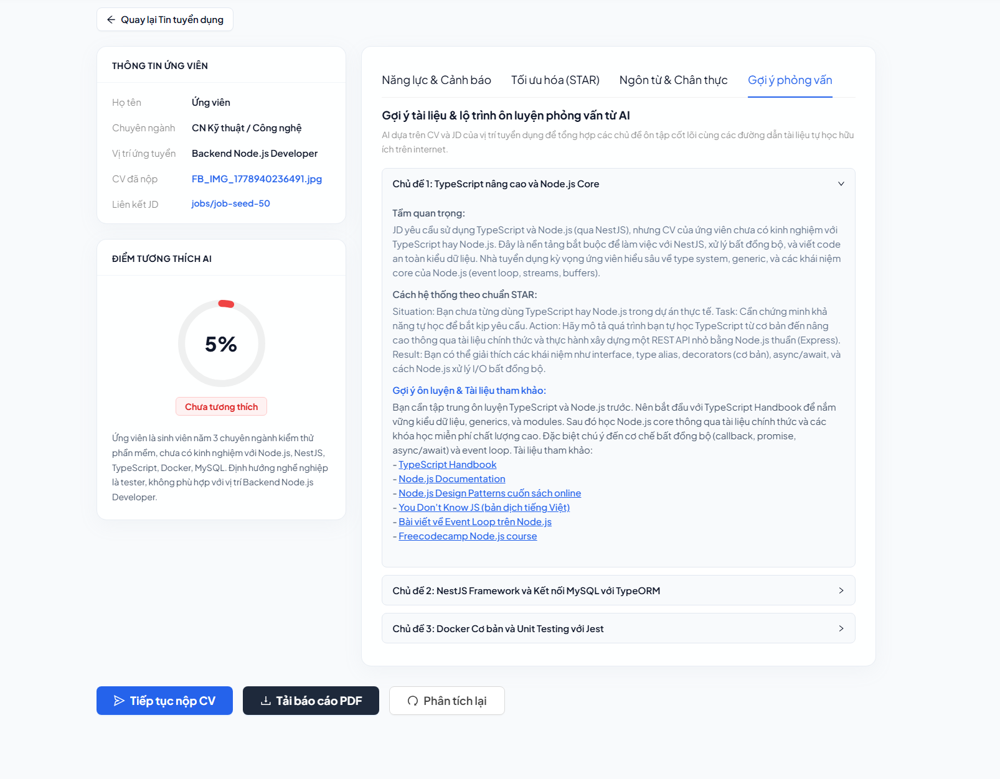 Quay lại Tin tuyển dụng
THÔNG TIN ỨNG VIÊN
Họ tên Ứng viên
Chuyên ngành CN Kỹ thuật / Công nghệ
Vị trí ứng tuyển Backend Node.js Developer
CV đã nộp FB_IMG_1778940236491.jpg
Liên kết JD jobs/job-seed-50
ĐIỂM TƯƠNG THÍCH AI
5%
Chưa tương thích
Ứng viên là sinh viên năm 3 chuyên ngành kiểm thử
phần mềm, chưa có kinh nghiệm với Node.js, NestJS,
TypeScript, Docker, MySQL. Định hướng nghề nghiệp
là tester, không phù hợp với vị trí Backend Node.js
Developer.
Năng lực & Cảnh báo Tối ưu hóa (STAR) Ngôn từ & Chân thực Gợi ý phỏng vấn
Gợi ý tài liệu & lộ trình ôn luyện phỏng vấn từ AI
AI dựa trên CV và JD của vị trí tuyển dụng để tổng hợp các chủ đề ôn tập cốt lõi cùng các đường dẫn tài liệu tự học hữu
ích trên internet.
Chủ đề 1: TypeScript nâng cao và Node.js Core
Tầm quan trọng:
JD yêu cầu sử dụng TypeScript và Node.js (qua NestJS), nhưng CV của ứng viên chưa có kinh nghiệm với
TypeScript hay Node.js. Đây là nền tảng bắt buộc để làm việc với NestJS, xử lý bất đồng bộ, và viết code
an toàn kiểu dữ liệu. Nhà tuyển dụng kỳ vọng ứng viên hiểu sâu về type system, generic, và các khái niệm
core của Node.js (event loop, streams, buffers).
Cách hệ thống theo chuẩn STAR:
Situation: Bạn chưa từng dùng TypeScript hay Node.js trong dự án thực tế. Task: Cần chứng minh khả
năng tự học để bắt kịp yêu cầu. Action: Hãy mô tả quá trình bạn tự học TypeScript từ cơ bản đến nâng
cao thông qua tài liệu chính thức và thực hành xây dựng một REST API nhỏ bằng Node.js thuần (Express).
Result: Bạn có thể giải thích các khái niệm như interface, type alias, decorators (cơ bản), async/await, và
cách Node.js xử lý I/O bất đồng bộ.
Gợi ý ôn luyện & Tài liệu tham khảo:
Bạn cần tập trung ôn luyện TypeScript và Node.js trước. Nên bắt đầu với TypeScript Handbook để nắm
vững kiểu dữ liệu, generics, và modules. Sau đó học Node.js core thông qua tài liệu chính thức và các
khóa học miễn phí chất lượng cao. Đặc biệt chú ý đến cơ chế bất đồng bộ (callback, promise,
async/await) và event loop. Tài liệu tham khảo:
- TypeScript Handbook
- Node.js Documentation
- Node.js Design Patterns cuốn sách online
- You Don't Know JS (bản dịch tiếng Việt)
- Bài viết về Event Loop trên Node.js
- Freecodecamp Node.js course
Chủ đề 2: NestJS Framework và Kết nối MySQL với TypeORM
Chủ đề 3: Docker Cơ bản và Unit Testing với Jest
Tiếp tục nộp CV Tải báo cáo PDF Phân tích lại